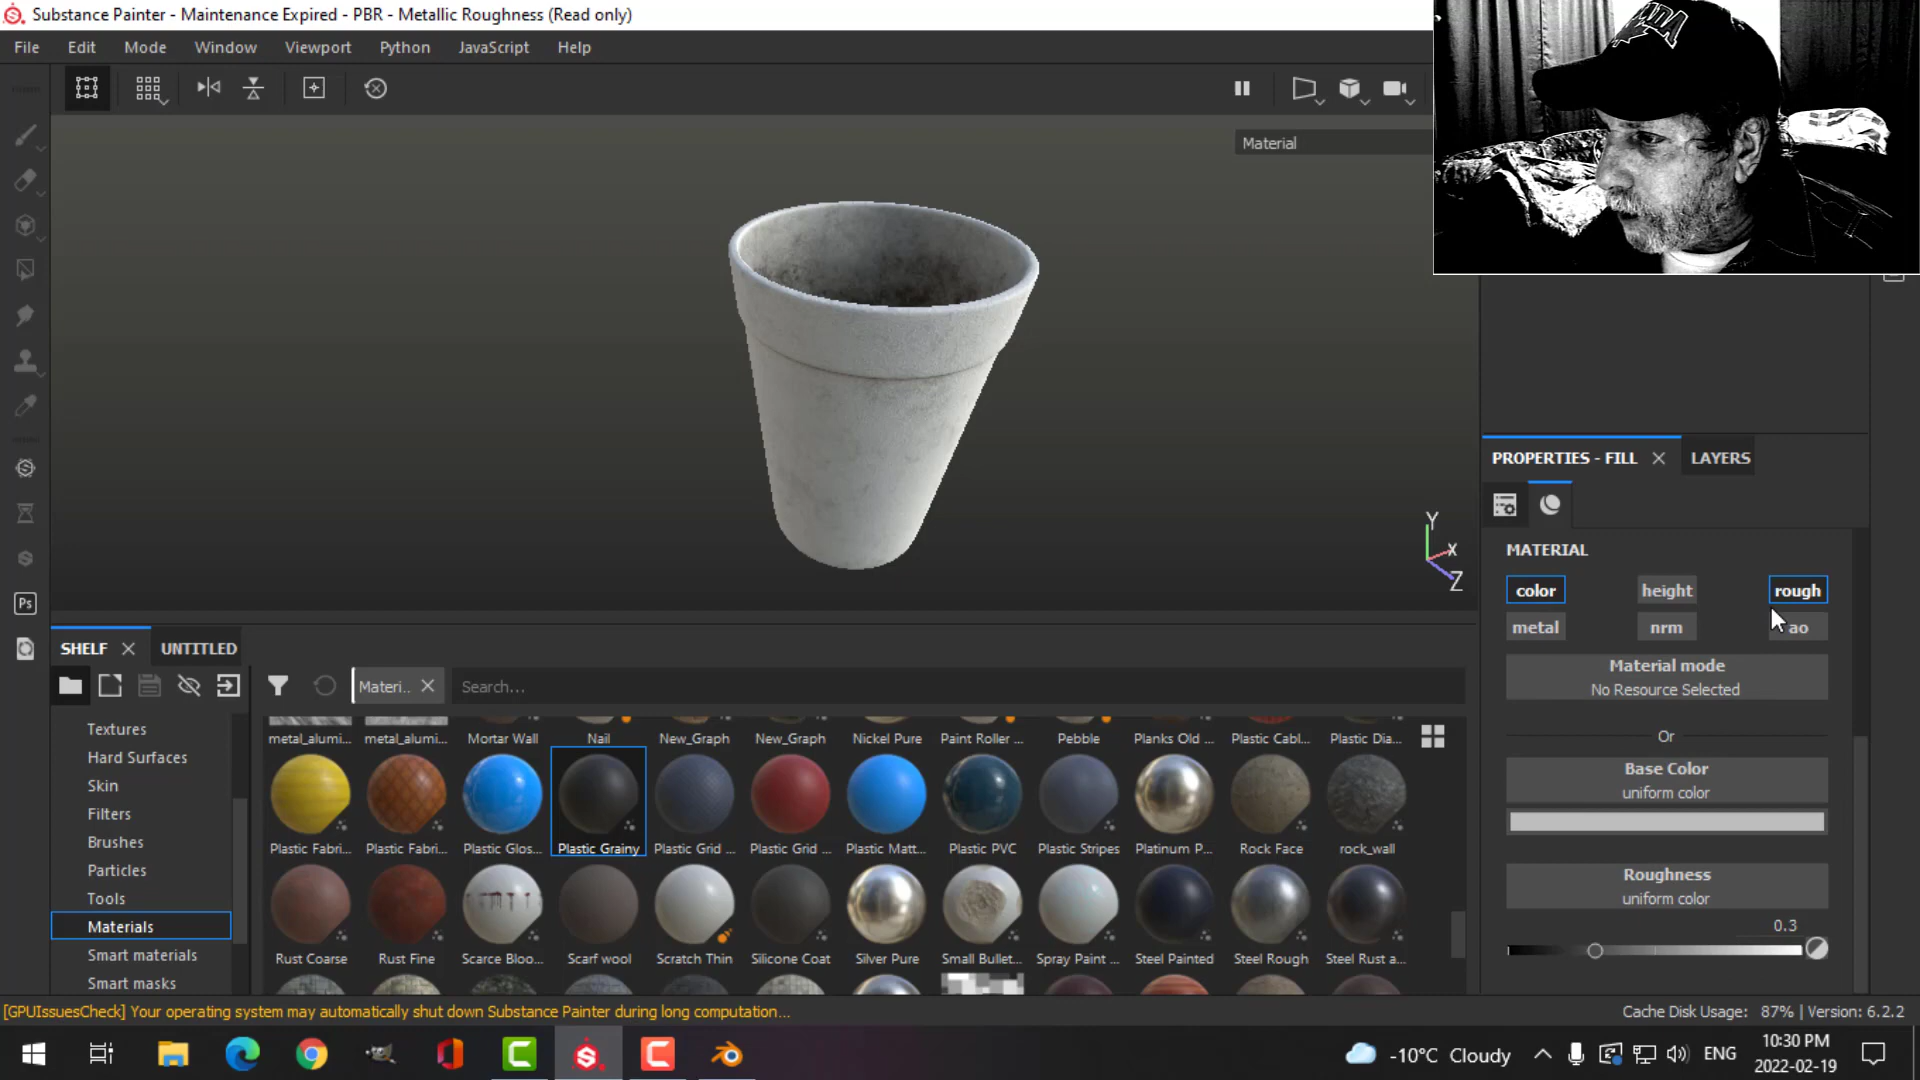 Substance Painter - Maintenance Expired - PBR - Metallic Roughness (Read only)
File Edit Mode Window Viewport Python JavaScript Help
Material
Y
X
Z
PROPERTIES - FILL LAYERS
MATERIAL
color height rough
metal nrm ao
Material mode
No Resource Selected
Or
Base Color
uniform color
Roughness
uniform color
0.3
SHELF UNTITLED
Materi.. Search...
Textures
Hard Surfaces
Skin
Filters
Brushes
Particles
Tools
Materials
Smart materials
Smart masks
metal_alumi... metal_alumi... Mortar Wall Nail New_Graph New_Graph Nickel Pure Paint Roller ... Pebble Planks Old ... Plastic Cabl... Plastic Dia...
Plastic Fabri... Plastic Fabri... Plastic Glos... Plastic Grainy Plastic Grid ... Plastic Grid ... Plastic Matt... Plastic PVC Plastic Stripes Platinum P... Rock Face rock_wall
Rust Coarse Rust Fine Scarce Bloo... Scarf wool Scratch Thin Silicone Coat Silver Pure Small Bullet... Spray Paint ... Steel Painted Steel Rough Steel Rust a...
[GPUIssuesCheck] Your operating system may automatically shut down Substance Painter during long computation...
Cache Disk Usage: 87% | Version: 6.2.2
Ps
-10°C Cloudy ENG 10:30 PM
2022-02-19